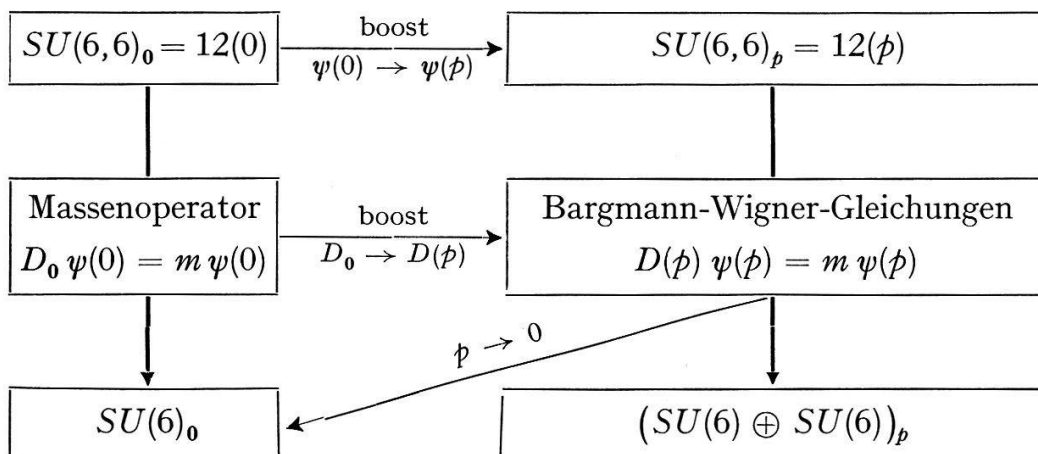 SU(6,6)₀ = 12(0)
boost
ψ(0) → ψ(p)
SU(6,6)ₚ = 12(p)
Massenoperator
D₀ ψ(0) = m ψ(0)
boost
D₀ → D(p)
Bargmann-Wigner-Gleichungen
D(p) ψ(p) = m ψ(p)
p → 0
SU(6)₀
(SU(6) ⊕ SU(6))ₚ